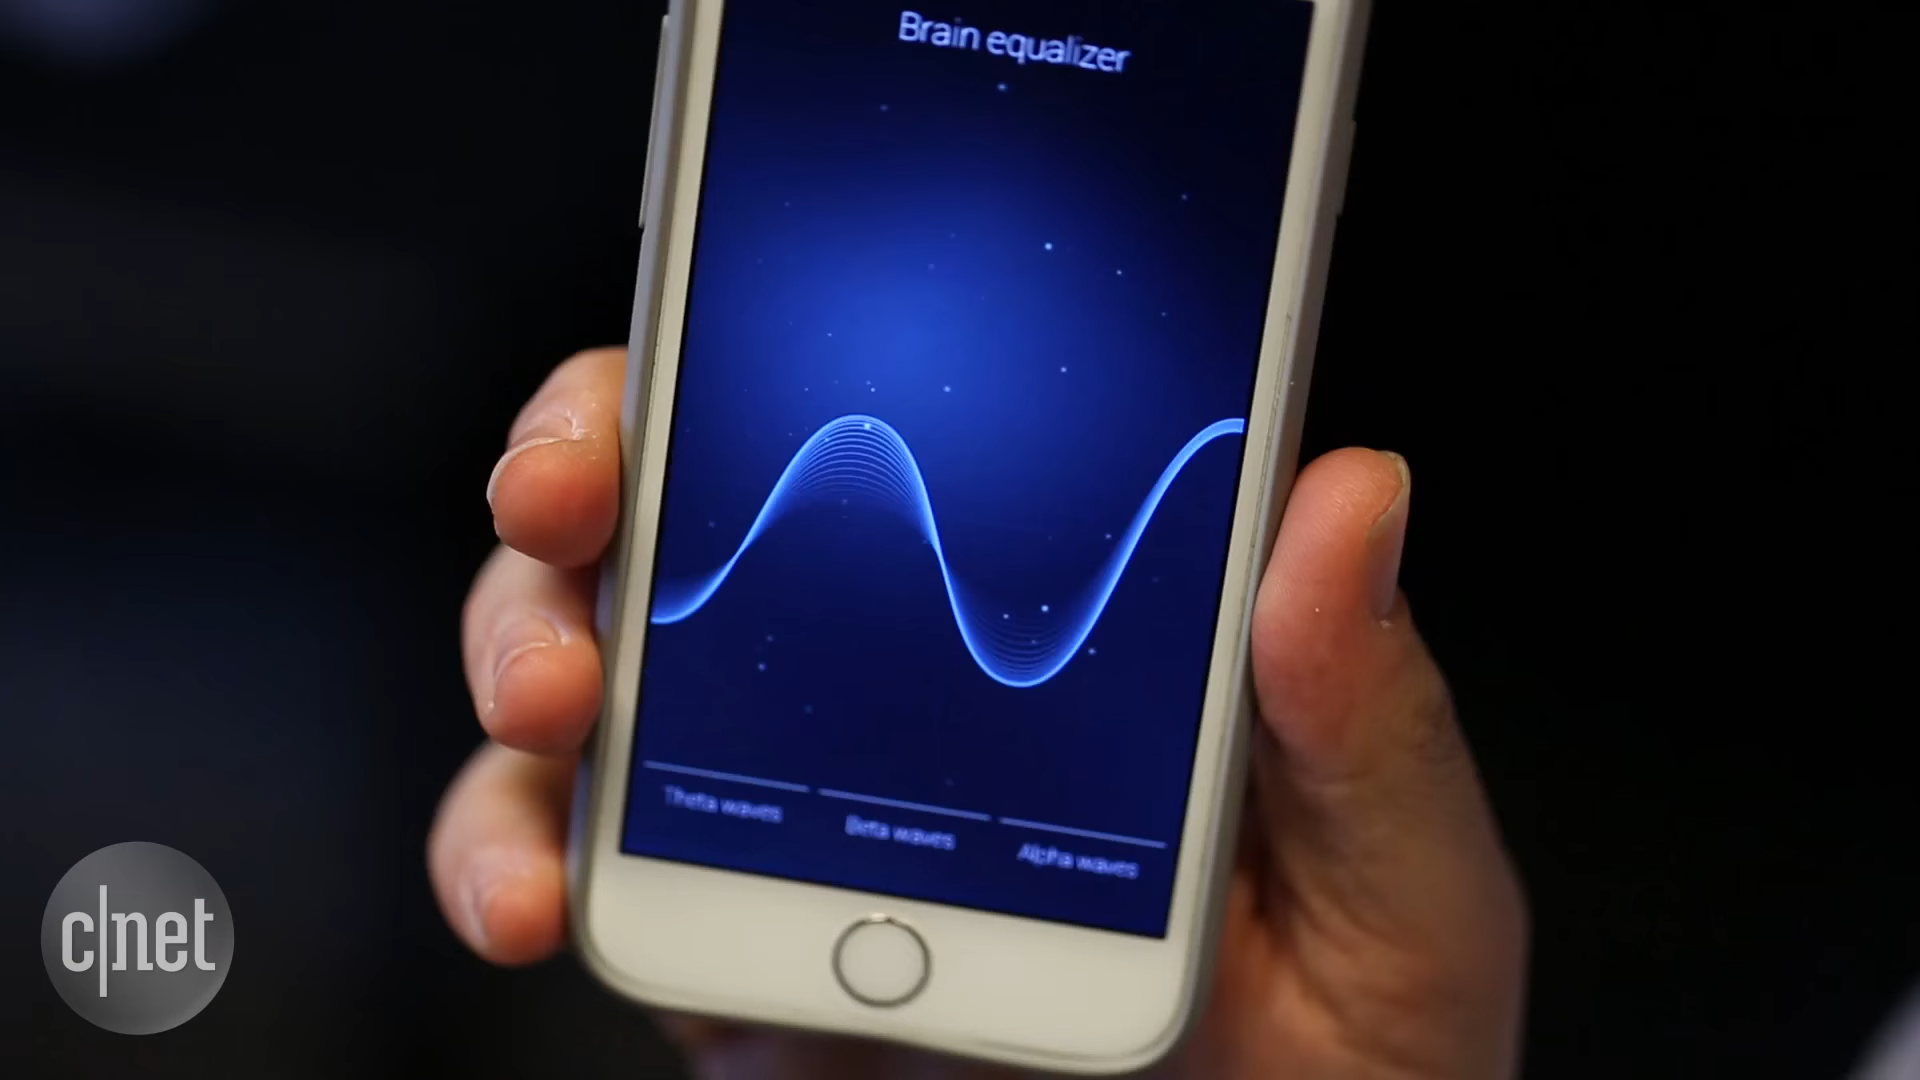 Brain equalizer
Theta waves
Beta waves
Alpha waves
c|net